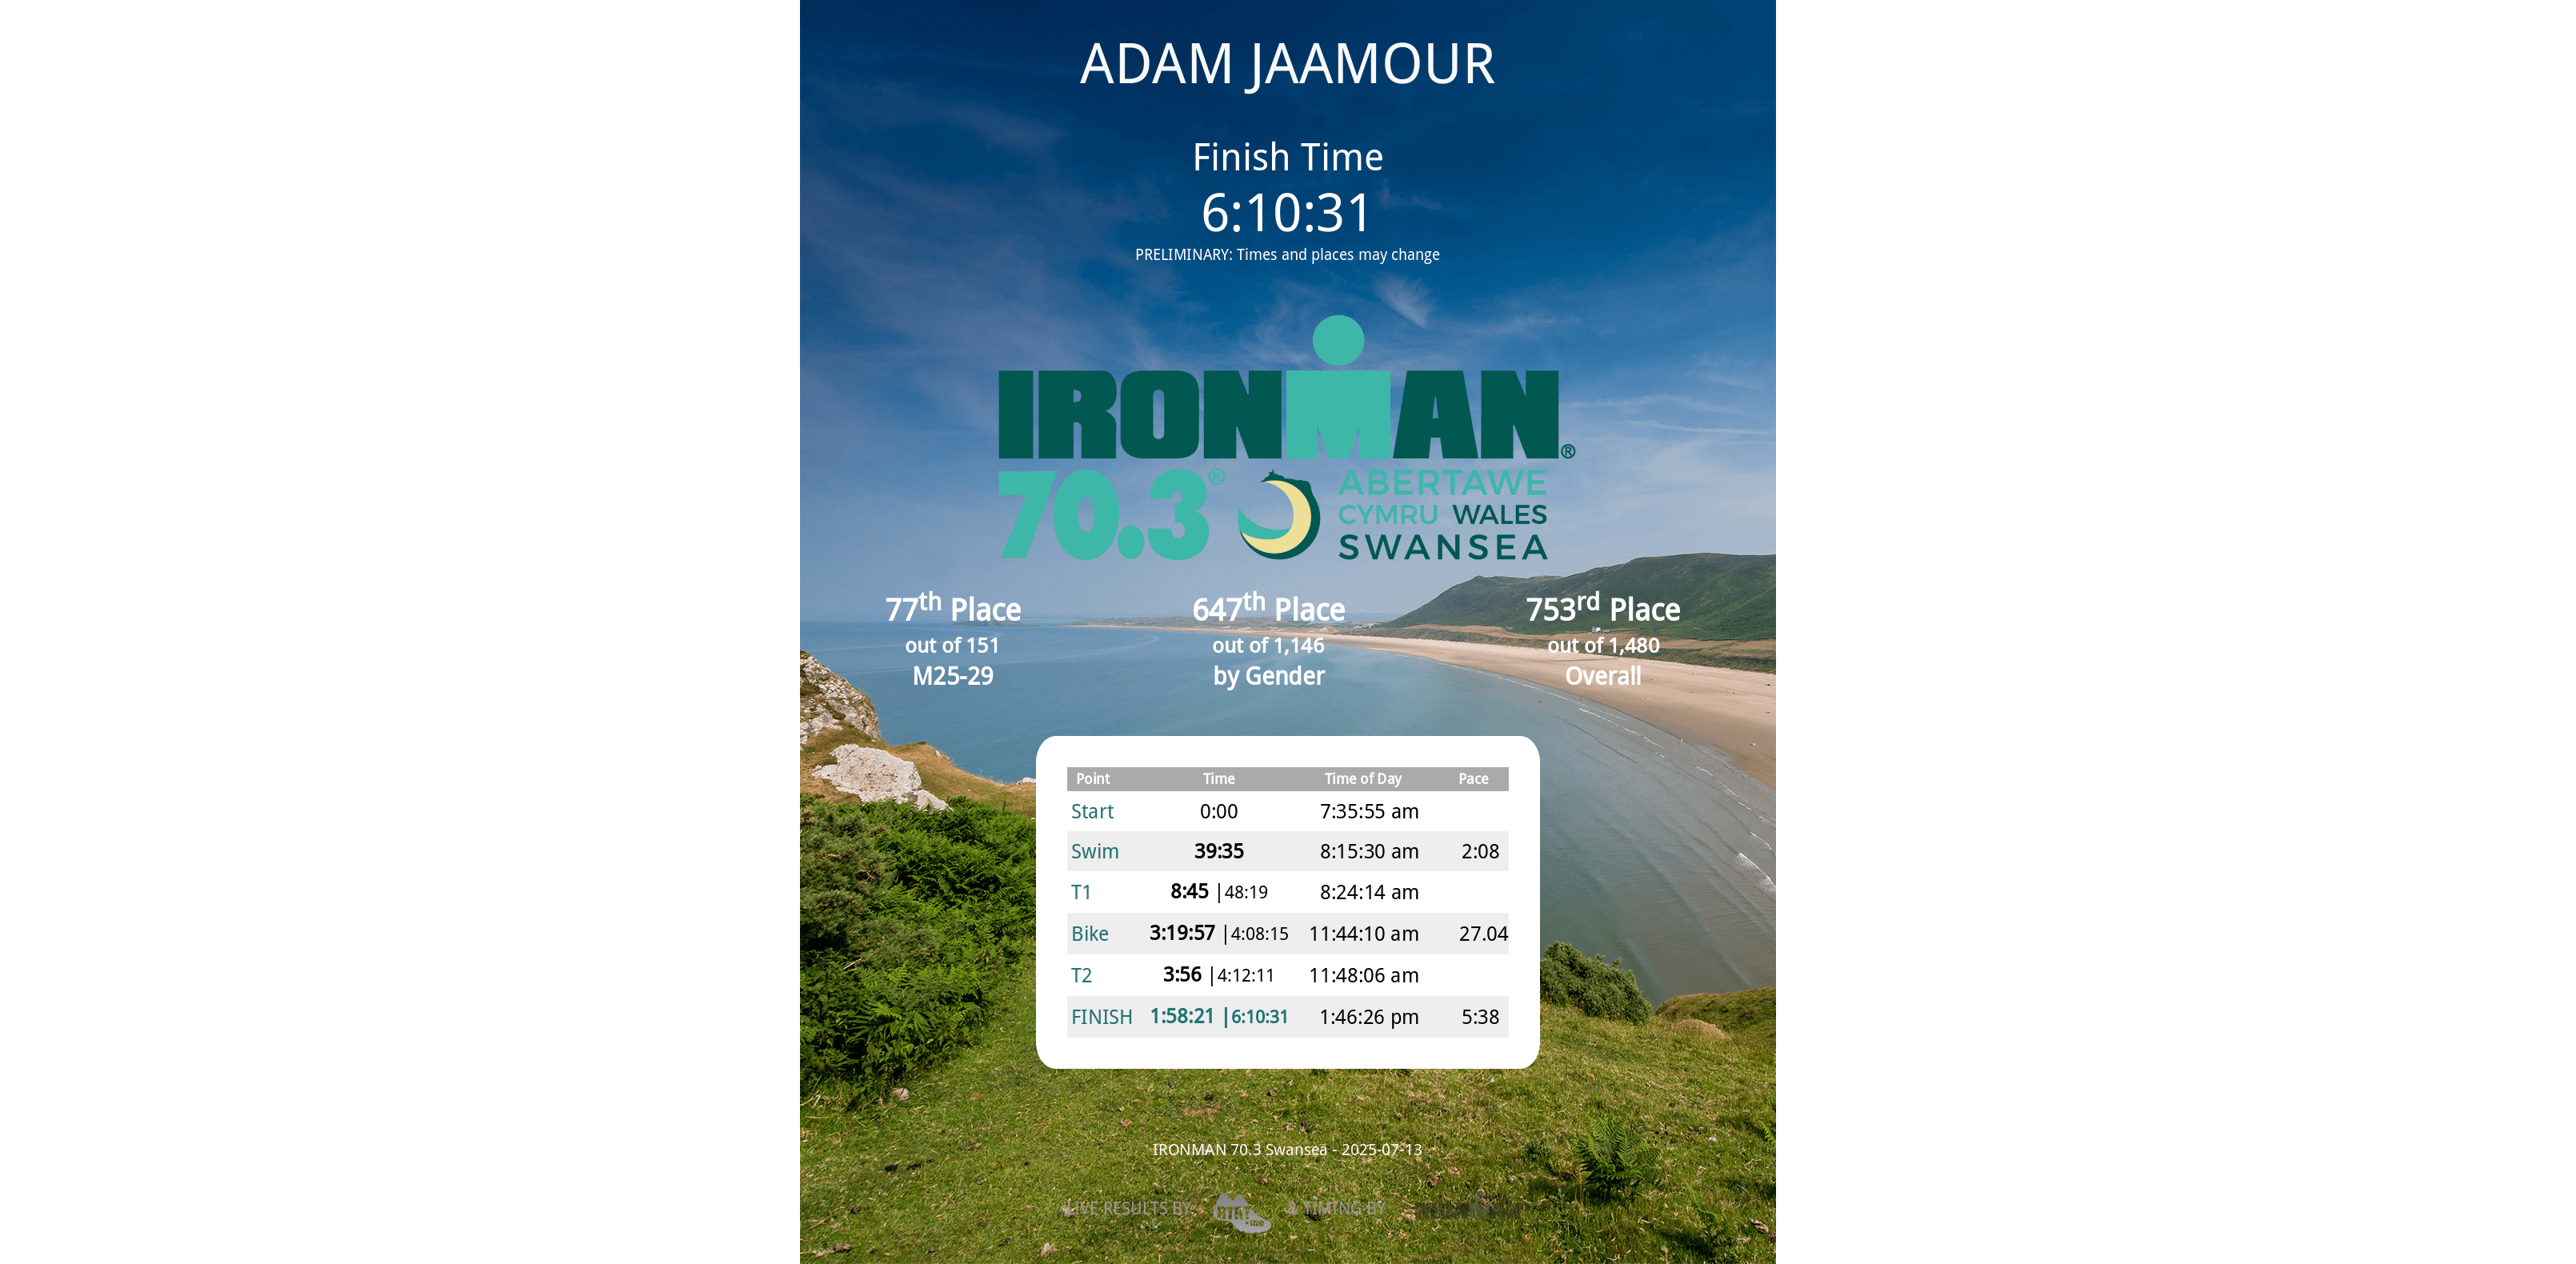 ADAM JAAMOUR
Finish Time
6:10:31
PRELIMINARY: Times and places may change
IRONMAN®
70.3® ABERTAWE
CYMRU WALES
SWANSEA
77th Place 647th Place 753rd Place
out of 151 out of 1,146 out of 1,480
M25-29 by Gender Overall
Point Time Time of Day Pace
Start 0:00 7:35:55 am
Swim 39:35 8:15:30 am 2:08
T1 8:45 |48:19 8:24:14 am
Bike 3:19:57 |4:08:15 11:44:10 am 27.04
T2 3:56 |4:12:11 11:48:06 am
FINISH 1:58:21 |6:10:31 1:46:26 pm 5:38
IRONMAN 70.3 Swansea - 2025-07-13
LIVE RESULTS BY & TIMING BY